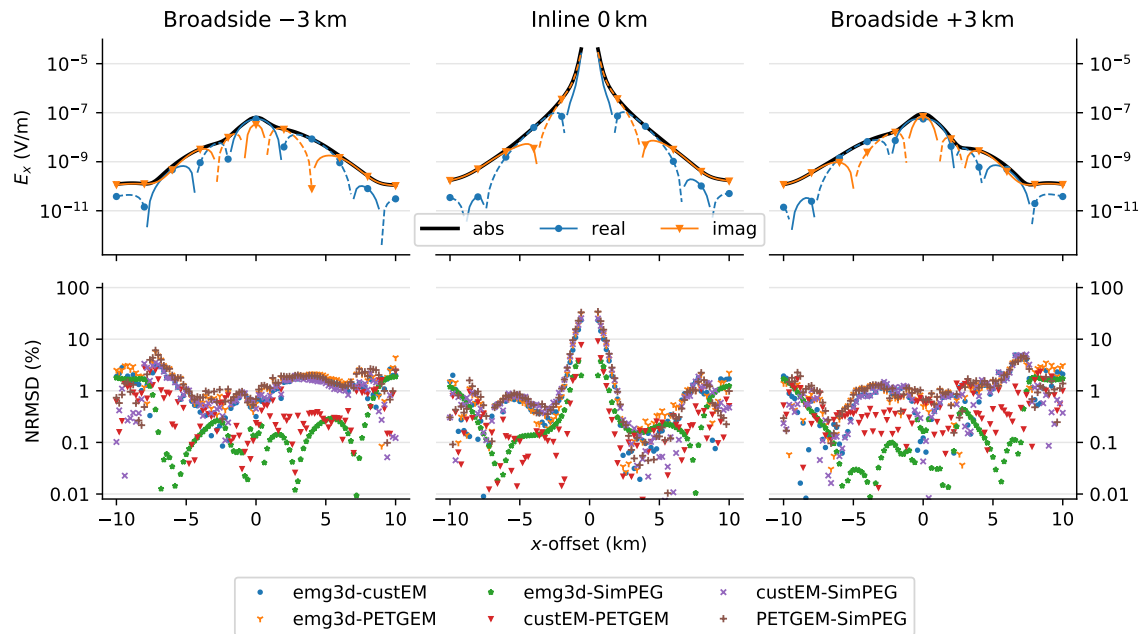 Broadside −3 km
Inline 0 km
Broadside +3 km
10⁻⁵
10⁻⁷
10⁻⁹
10⁻¹¹
Eₓ (V/m)
10⁻⁵
10⁻⁷
10⁻⁹
10⁻¹¹
abs real imag
100
10
1
0.1
0.01
NRMSD (%)
100
10
1
0.1
0.01
−10 −5 0 5 10
−10 −5 0 5 10
−10 −5 0 5 10
x-offset (km)
emg3d-custEM emg3d-SimPEG custEM-SimPEG
emg3d-PETGEM custEM-PETGEM PETGEM-SimPEG